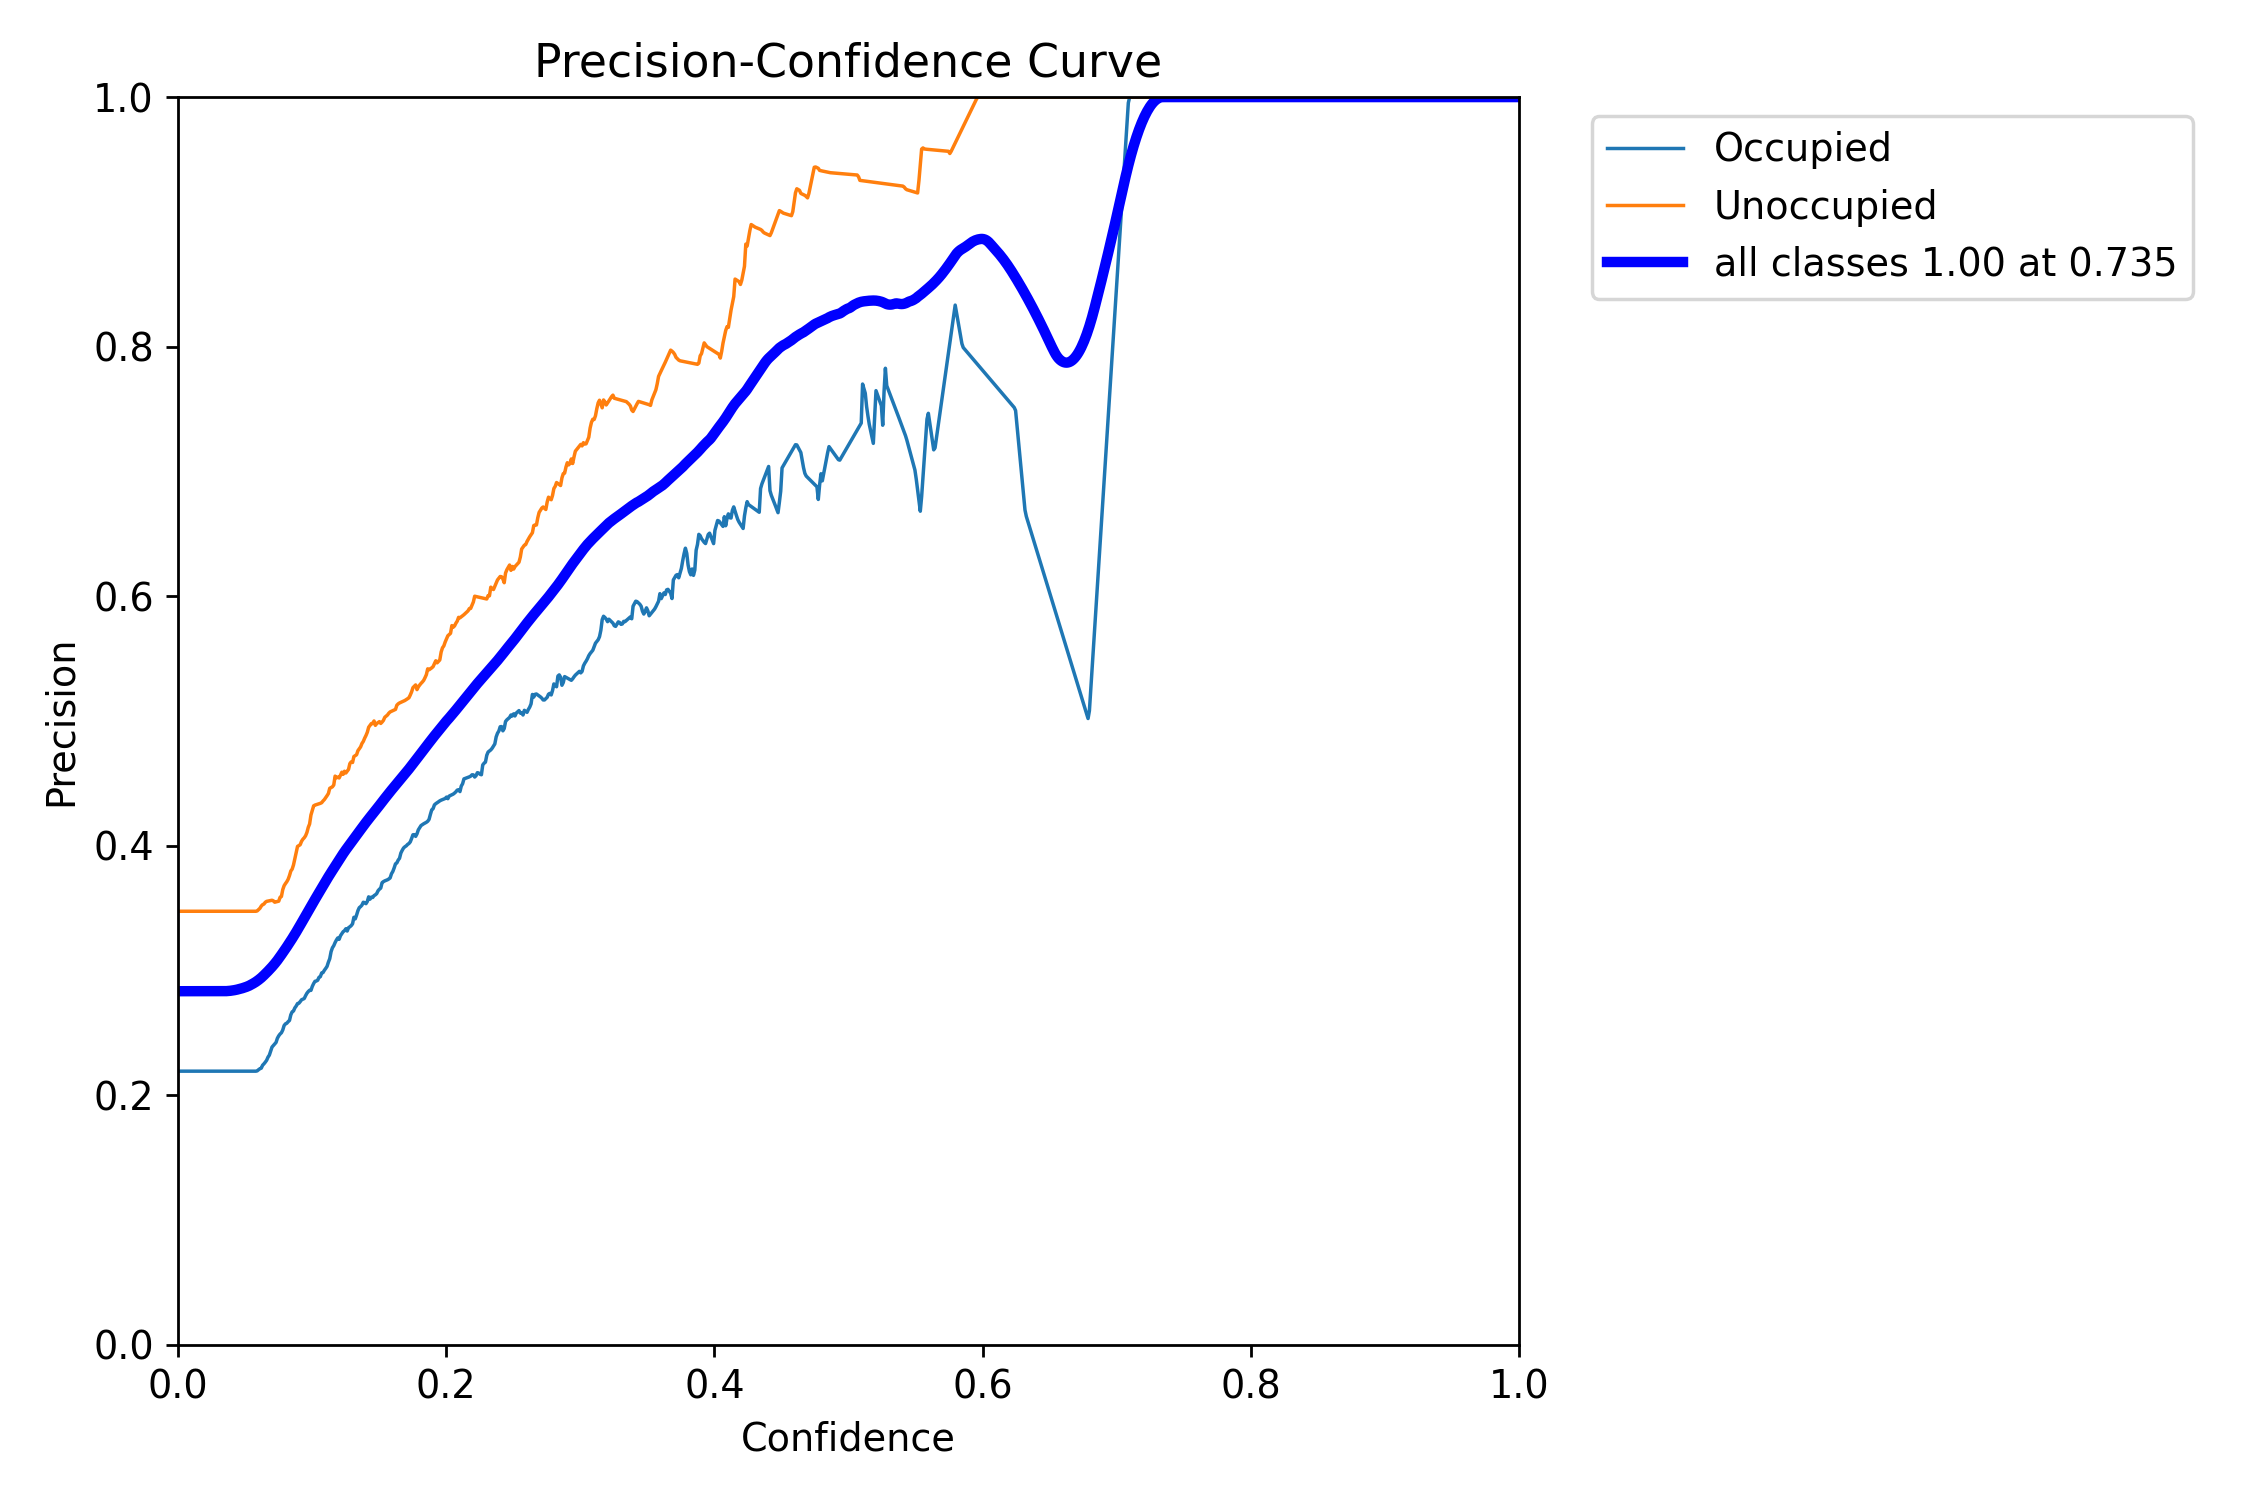 Precision-Confidence Curve
1.0
0.8
0.6
0.4
0.2
0.0
Precision
0.0 0.2 0.4 0.6 0.8 1.0
Confidence
Occupied
Unoccupied
all classes 1.00 at 0.735